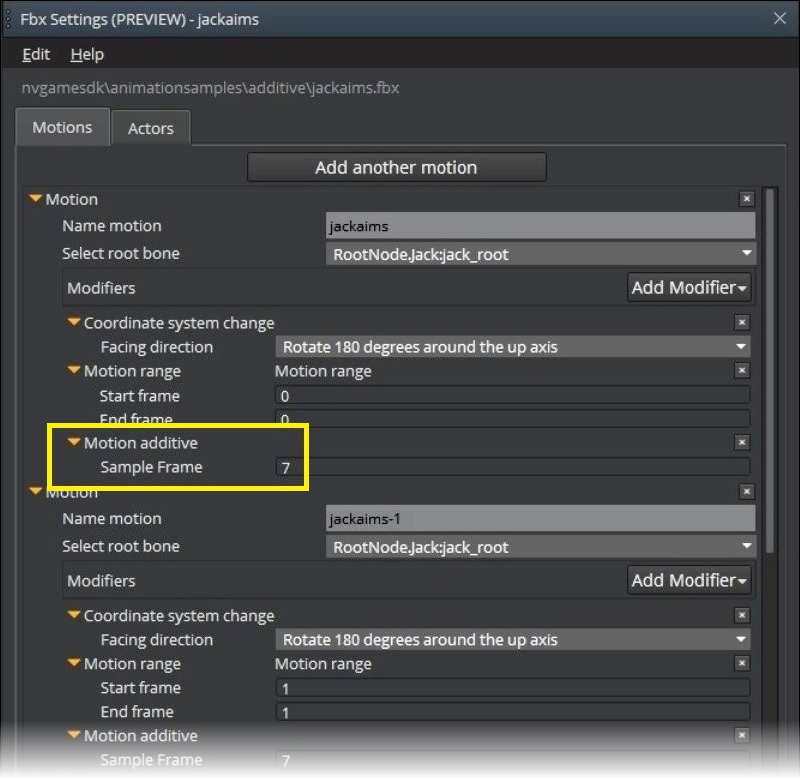 Fbx Settings (PREVIEW) - jackaims
Edit Help
nvgamesdk\animationsamples\additive\jackaims.fbx
Motions Actors
Add another motion
Motion
Name motion jackaims
Select root bone RootNode.Jack:jack_root
Modifiers Add Modifier
Coordinate system change
Facing direction Rotate 180 degrees around the up axis
Motion range Motion range
Start frame 0
End frame 0
Motion additive
Sample Frame 7
Motion
Name motion jackaims-1
Select root bone RootNode.Jack:jack_root
Modifiers Add Modifier
Coordinate system change
Facing direction Rotate 180 degrees around the up axis
Motion range Motion range
Start frame 1
End frame 1
Motion additive
Sample Frame 7